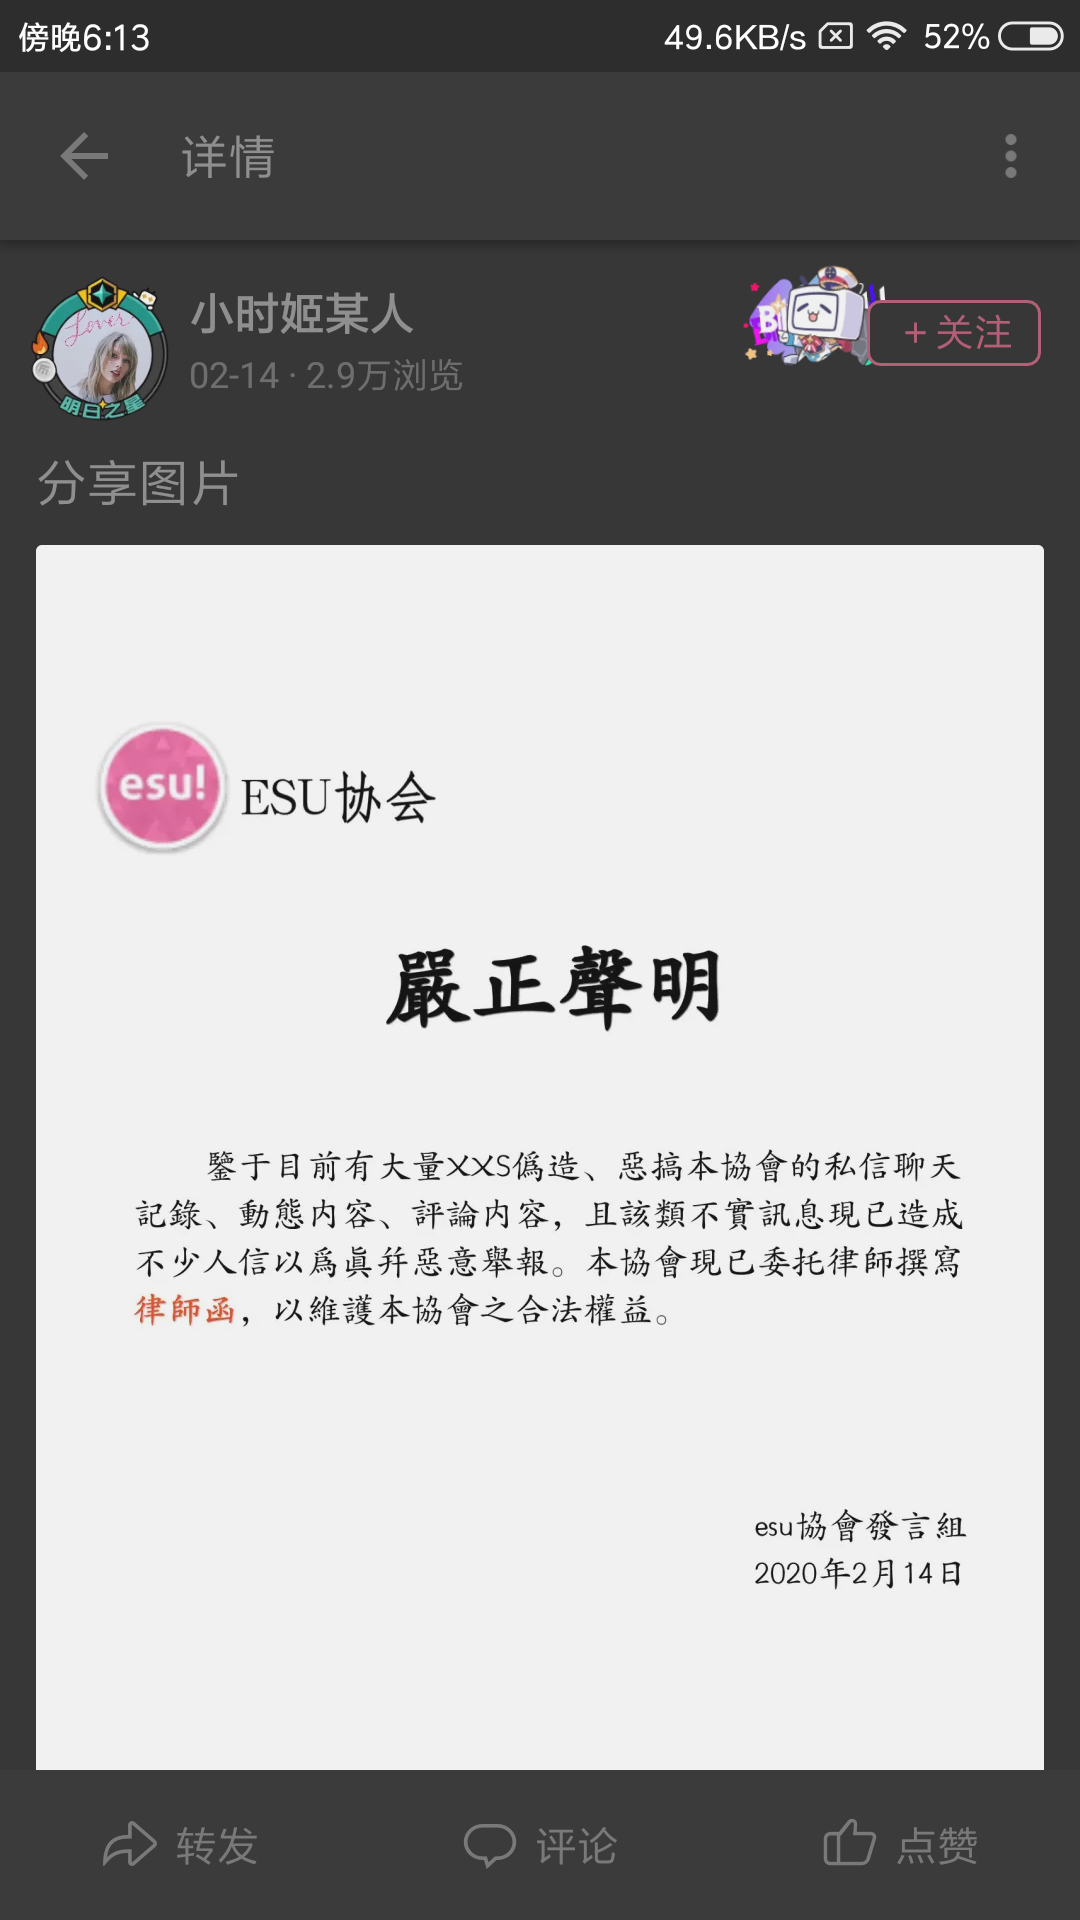 傍晚6:13 49.6KB/s 52%
详情
小时姬某人
02-14 · 2.9万浏览
+关注
Lover
明日之星
分享图片
esu!
ESU协会
嚴正聲明
鑒于目前有大量XXS偽造、惡搞本協會的私信聊天
記錄、動態内容、評論内容，且該類不實訊息現已造成
不少人信以爲眞幷惡意舉報。本協會現已委托律師撰寫
律師函，以維護本協會之合法權益。
esu協會發言組
2020年2月14日
转发 评论 点赞